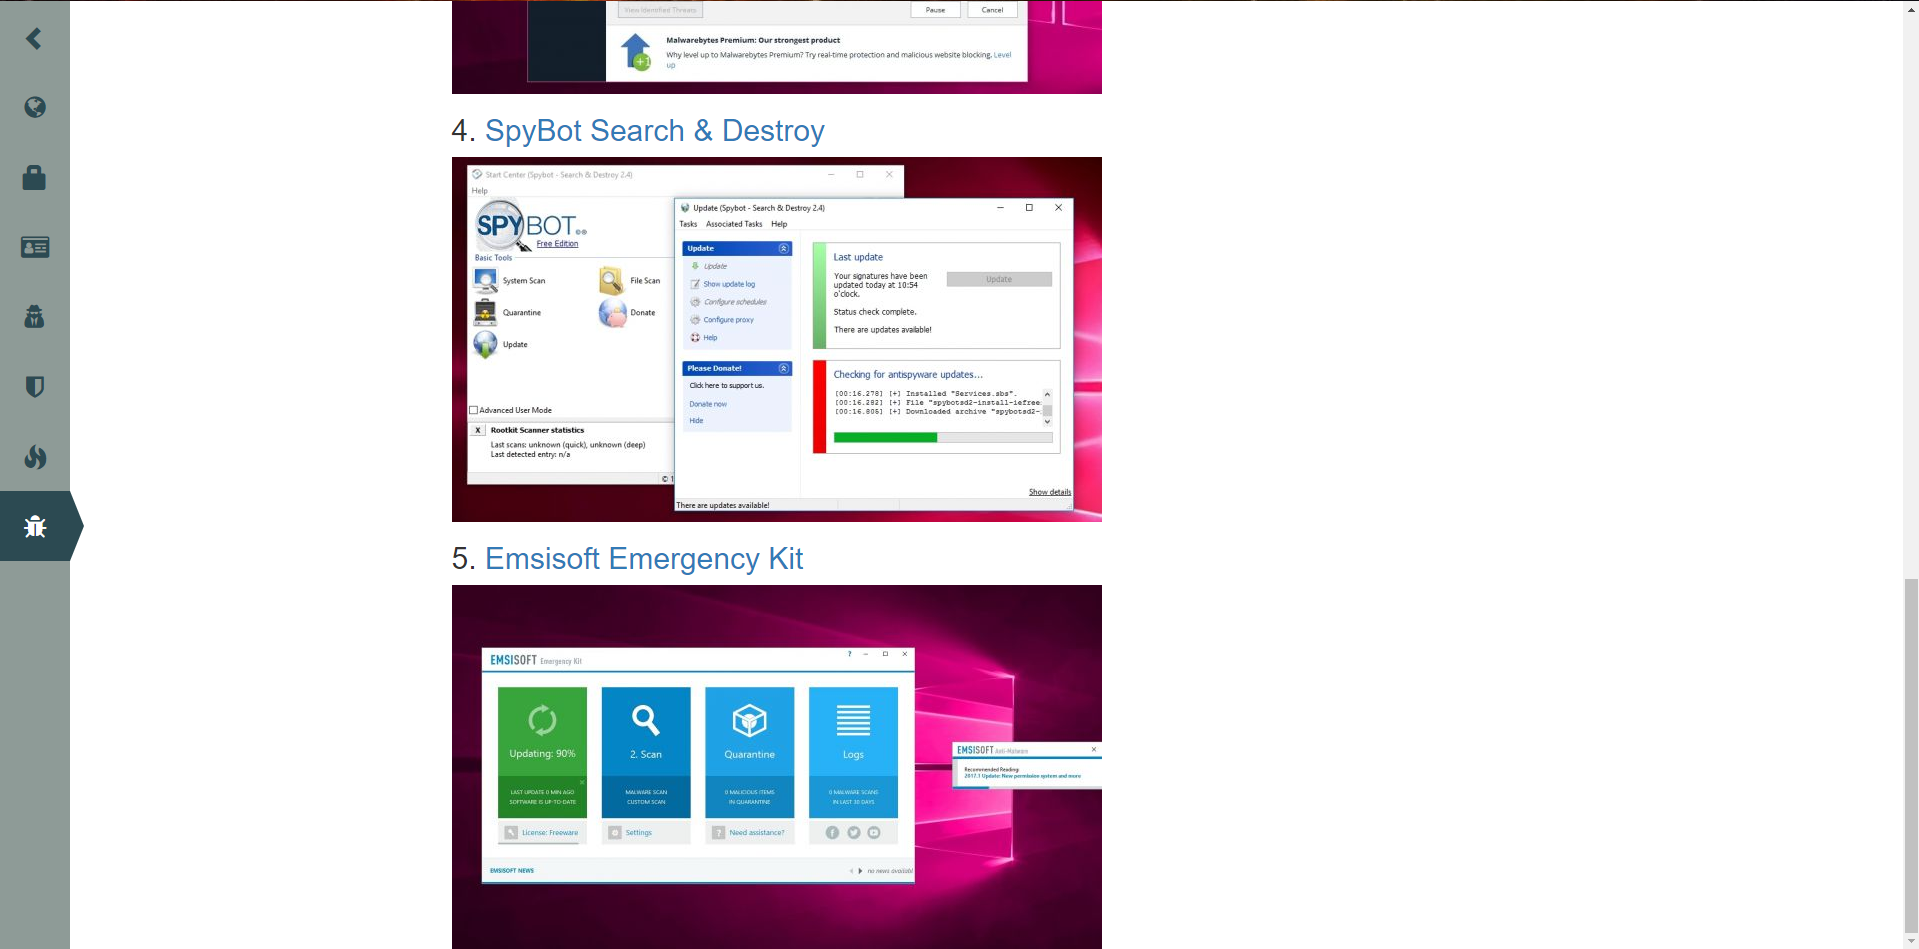 View Identified Threats
Pause
Cancel
Malwarebytes Premium: Our strongest product
Why level up to Malwarebytes Premium? Try real-time protection and malicious website blocking. Level
up
4. SpyBot Search & Destroy
Start Center (Spybot - Search & Destroy 2.4)
Help
SPYBOT
Free Edition
Basic Tools
System Scan
File Scan
Quarantine
Donate
Update
Advanced User Mode
X Rootkit Scanner statistics
Last scans: unknown (quick), unknown (deep)
Last detected entry: n/a
© 1
Update (Spybot - Search & Destroy 2.4)
Tasks Associated Tasks Help
Update
Update
Show update log
Configure schedules
Configure proxy
Help
Please Donate!
Click here to support us.
Donate now
Hide
Last update
Your signatures have been
updated today at 10:54
o'clock.
Update
Status check complete.
There are updates available!
Checking for antispyware updates...
[00:16.278] [+] Installed "Services.sbs".
[00:16.282] [+] File "spybotsd2-install-iefree
[00:16.805] [+] Downloaded archive "spybotsd2-
Show details
There are updates available!
5. Emsisoft Emergency Kit
EMSISOFT Emergency Kit
?
Updating: 90%
LAST UPDATE 0 MIN AGO
SOFTWARE IS UP-TO-DATE
License: Freeware
2. Scan
MALWARE SCAN
CUSTOM SCAN
Settings
Quarantine
0 MALICIOUS ITEMS
IN QUARANTINE
? Need assistance?
Logs
0 MALWARE SCANS
IN LAST 30 DAYS
EMSISOFT NEWS
no news available
EMSISOFT Anti-Malware
Recommended Reading:
2017.1 Update: New permission system and more